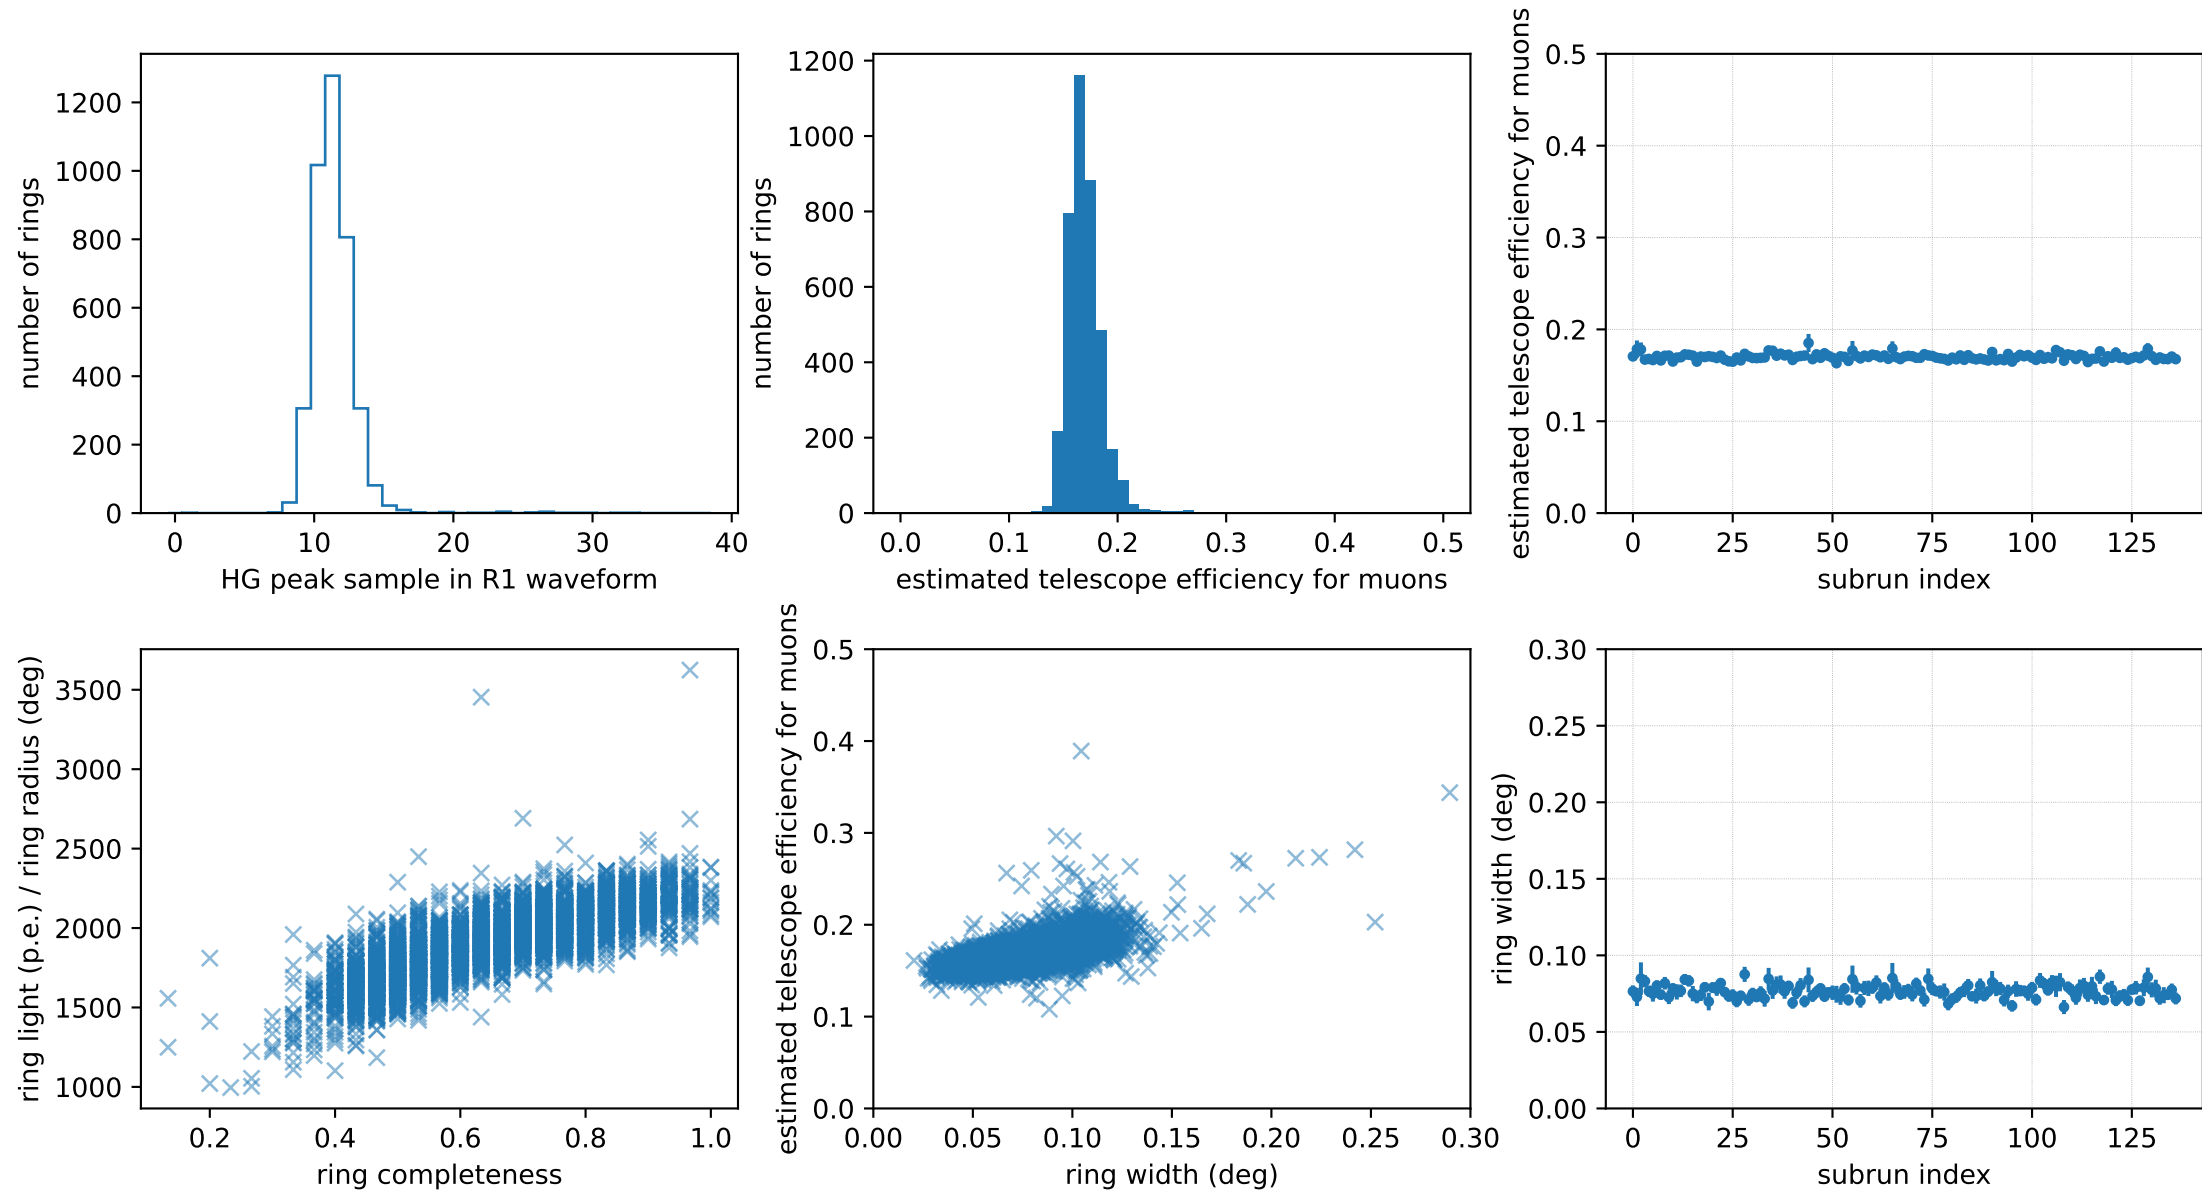 number of rings
1200
1000
800
600
400
200
0
0 10 20 30 40
HG peak sample in R1 waveform
number of rings
1200
1000
800
600
400
200
0
0.0 0.1 0.2 0.3 0.4 0.5
estimated telescope efficiency for muons
estimated telescope efficiency for muons
0.5
0.4
0.3
0.2
0.1
0.0
0 25 50 75 100 125
subrun index
ring light (p.e.) / ring radius (deg)
3500
3000
2500
2000
1500
1000
0.2 0.4 0.6 0.8 1.0
ring completeness
estimated telescope efficiency for muons
0.5
0.4
0.3
0.2
0.1
0.0
0.00 0.05 0.10 0.15 0.20 0.25 0.30
ring width (deg)
ring width (deg)
0.30
0.25
0.20
0.15
0.10
0.05
0.00
0 25 50 75 100 125
subrun index